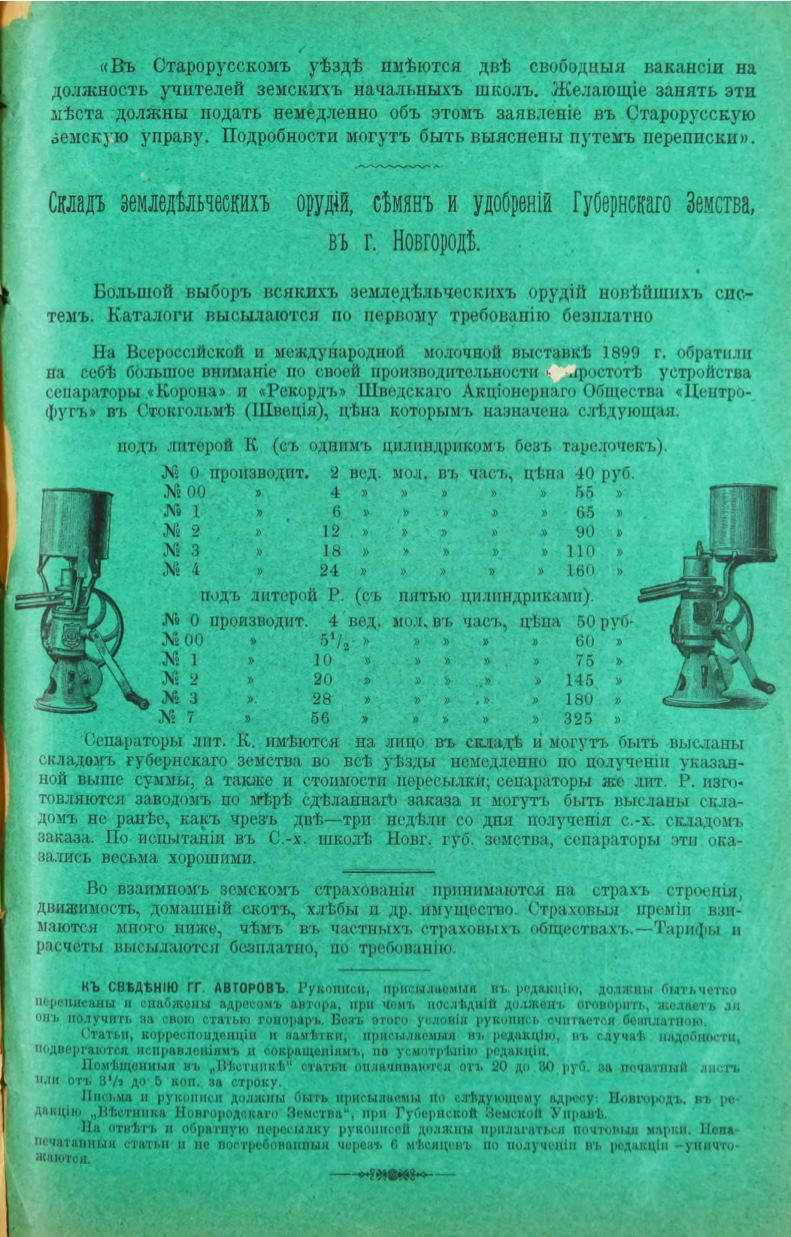 «Въ Старорусскомъ уѣздѣ имѣются двѣ свободныя вакансіи на
должность учителей земскихъ начальныхъ школъ. Желающіе занять эти
мѣста должны подать немедленно объ этомъ заявленіе въ Старорусскую
земскую управу. Подробности могутъ быть выяснены путемъ переписки».
Складъ земледѣльческихъ орудій, сѣмянъ и удобреній Губернскаго Земства,
въ г. Новгородѣ.
Большой выборъ всякихъ земледѣльческихъ орудій новѣйшихъ сис-
темъ. Каталоги высылаются по первому требованію безплатно
На Всероссійской и международной молочной выставкѣ 1899 г. обратили
на себѣ большое вниманіе по своей производительности простотѣ устройства
сепараторы «Корона» и «Рекордъ» Шведскаго Акціонернаго Общества «Центро-
фугъ» въ Стокгольмѣ (Швеція), цѣна которымъ назначена слѣдующая.
подъ литерой К (съ однимъ цилиндрикомъ безъ тарелочекъ).
№ 0 производит. 2 вед. мол. въ часъ, цѣна 40 руб.
№ 00 » 4 » » » » » 55 »
№ 1 » 6 » » » » » 65 »
№ 2 » 12 » » » » » 90 »
№ 3 » 18 » » » » » 110 »
№ 4 » 24 » » » » » 160 »
подъ литерой Р. (съ пятью цилиндриками).
№ 0 производит. 4 вед. мол. въ часъ, цѣна 50 руб-
№ 00 » 5¹/₂ » » » » » 60 »
№ 1 » 10 » » » » » 75 »
№ 2 » 20 » » » » » 145 »
№ 3 » 28 » » » » » 180 »
№ 7 » 56 » » » » » 325 »
Сепараторы лит. К. имѣются на лицо въ складѣ и могутъ быть высланы
складомъ губернскаго земства во всѣ уѣзды немедленно по полученіи указан-
ной выше суммы, а также и стоимости пересылки; сепараторы же лит. Р. изго-
товляются заводомъ по мѣрѣ сдѣланнаго заказа и могутъ быть высланы скла-
домъ не ранѣе, какъ чрезъ двѣ—три недѣли со дня полученія с.-х. складомъ
заказа. По испытаніи въ С.-х. школѣ Новг. губ. земства, сепараторы эти ока-
зались весьма хорошими.
Во взаимномъ земскомъ страхованіи принимаются на страхъ строенія,
движимость, домашній скотъ, хлѣбы и др. имущество. Страховыя преміи взи-
маются много ниже, чѣмъ въ частныхъ страховыхъ обществахъ.—Тарифы и
расчеты высылаются безплатно, по требованію.
КЪ СВѢДѢНІЮ ГГ. АВТОРОВЪ. Рукописи, присылаемыя въ редакцію, должны быть четко
переписаны и снабжены адресомъ автора, при чемъ послѣдній долженъ оговорить, желаетъ ли
онъ получить за свою статью гонораръ. Безъ этого условія рукопись считается безплатною.
Статьи, корреспонденціи и замѣтки, присылаемыя въ редакцію, въ случаѣ надобности,
подвергаются исправленіямъ и сокращеніямъ, по усмотрѣнію редакціи.
Помѣщенныя въ „Вѣстникѣ“ статьи оплачиваются отъ 20 до 30 руб. за печатный листъ
или отъ 3¹/₂ до 5 коп. за строку.
Письма и рукописи должны быть присылаемы по слѣдующему адресу: Новгородъ, въ ре-
дакцію „Вѣстника Новгородскаго Земства“, при Губернской Земской Управѣ.
На отвѣтъ и обратную пересылку рукописей должны прилагаться почтовыя марки. Непа-
печатанныя статьи и не востребованныя черезъ 6 мѣсяцевъ по полученіи въ редакціи –уничто-
жаются.